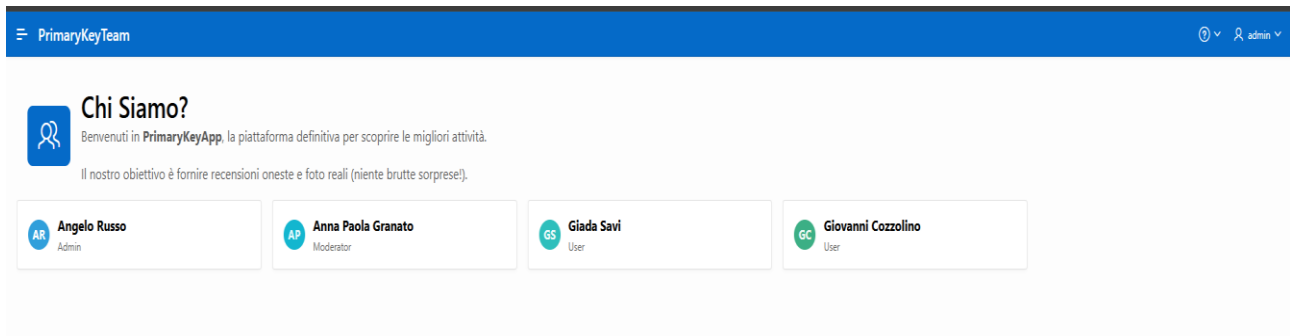 PrimaryKeyTeam
admin
Chi Siamo?
Benvenuti in PrimaryKeyApp, la piattaforma definitiva per scoprire le migliori attività.
Il nostro obiettivo è fornire recensioni oneste e foto reali (niente brutte sorprese!).
AR Angelo Russo
Admin
AP Anna Paola Granato
Moderator
GS Giada Savi
User
GC Giovanni Cozzolino
User